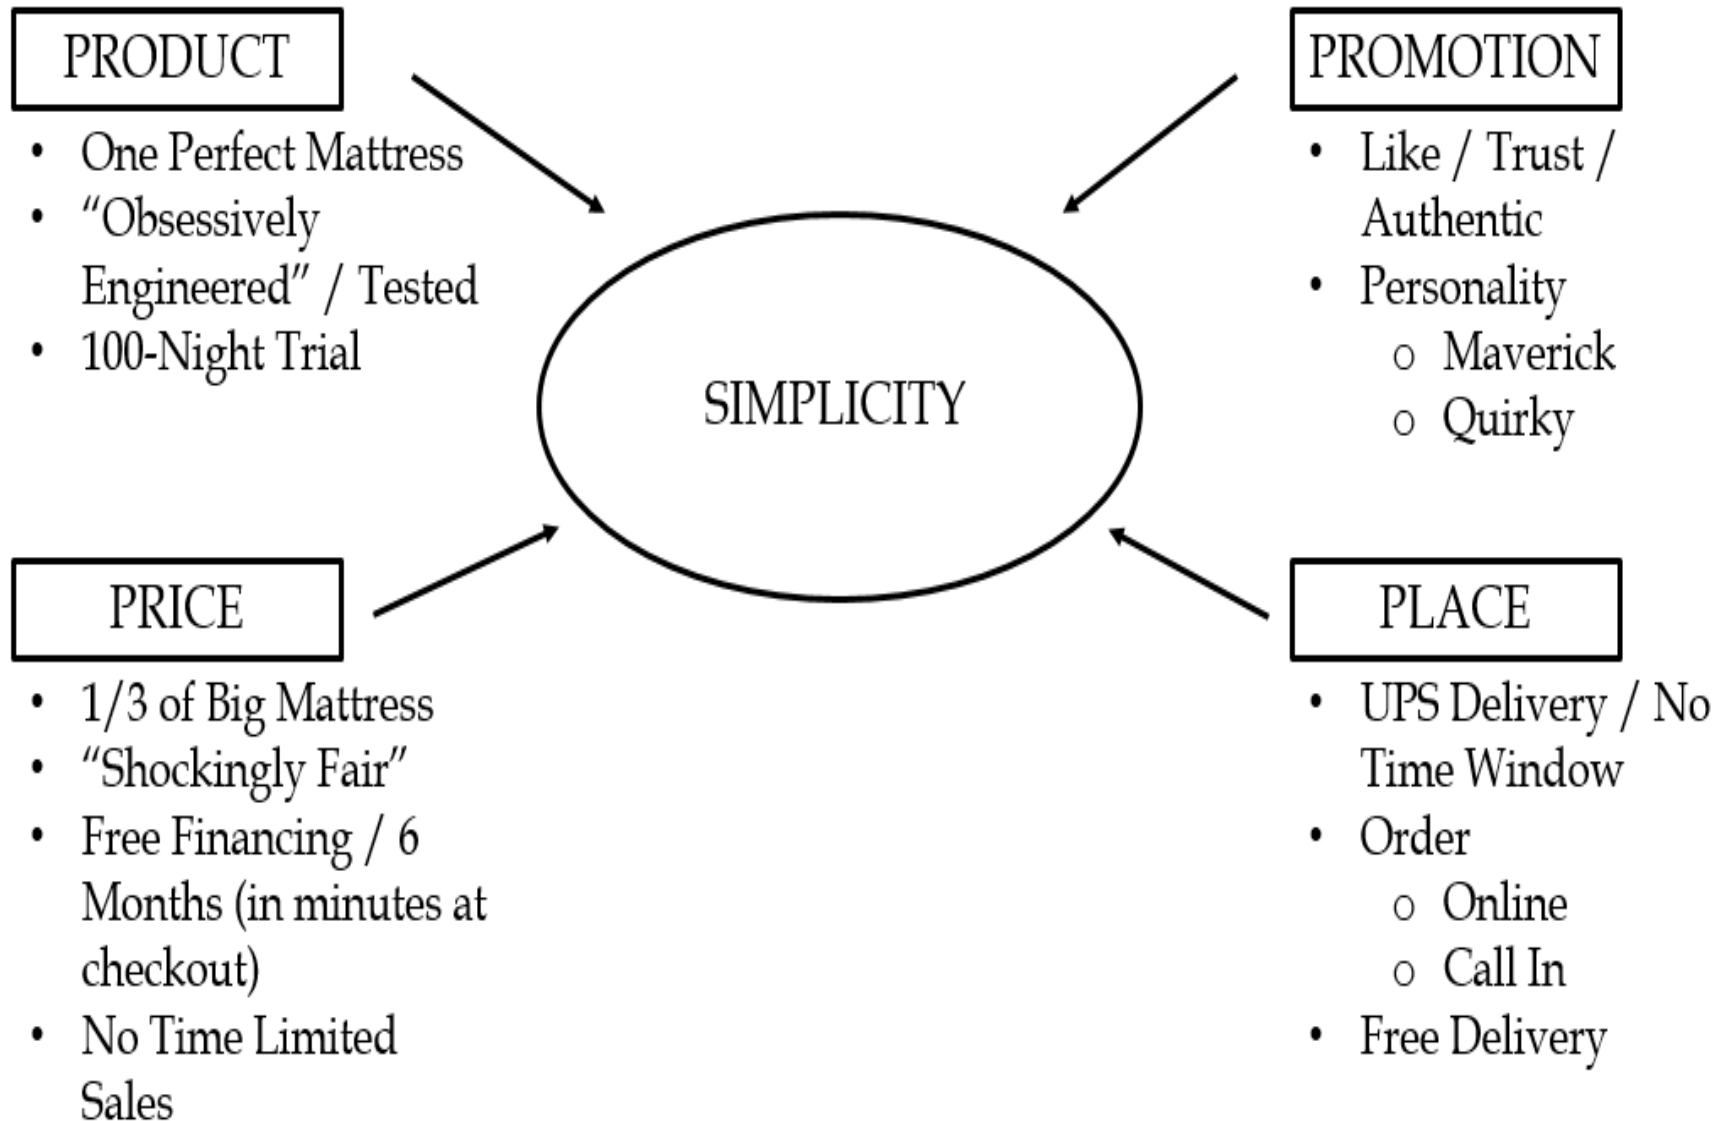 PRODUCT
• One Perfect Mattress
• “Obsessively
Engineered” / Tested
• 100-Night Trial
PROMOTION
• Like / Trust /
Authentic
• Personality
o Maverick
o Quirky
SIMPLICITY
PRICE
• 1/3 of Big Mattress
• “Shockingly Fair”
• Free Financing / 6
Months (in minutes at
checkout)
• No Time Limited
Sales
PLACE
• UPS Delivery / No
Time Window
• Order
o Online
o Call In
• Free Delivery